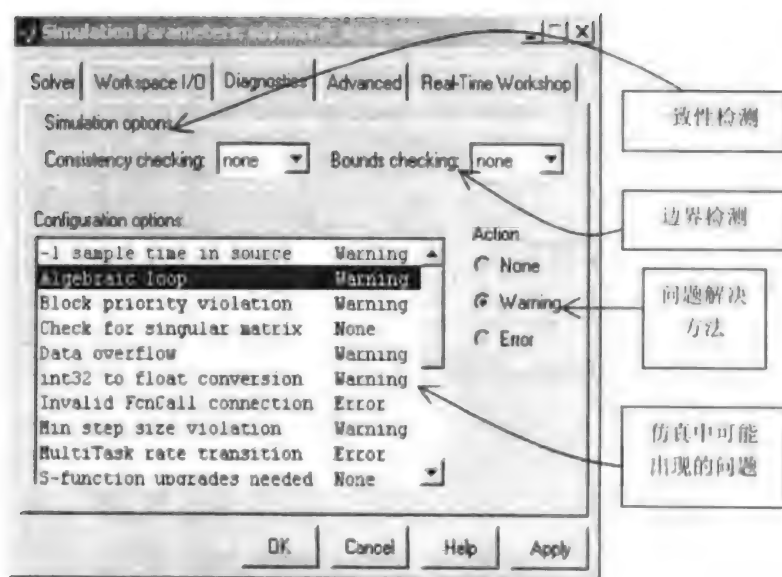 Simulation Parameters:
Solver Workspace I/O Diagnostics Advanced Real-Time Workshop
Simulation options
Consistency checking: none Bounds checking: none
一致性检测
边界检测
Configuration options:
Action
-1 sample time in source Warning
Algebraic loop Warning
Block priority violation Warning
Check for singular matrix None
Data overflow Warning
int32 to float conversion Warning
Invalid FcnCall connection Error
Min step size violation Warning
MultiTask rate transition Error
S-function upgrades needed None
None
Warning
Error
问题解决
方法
仿真中可能
出现的问题
OK Cancel Help Apply